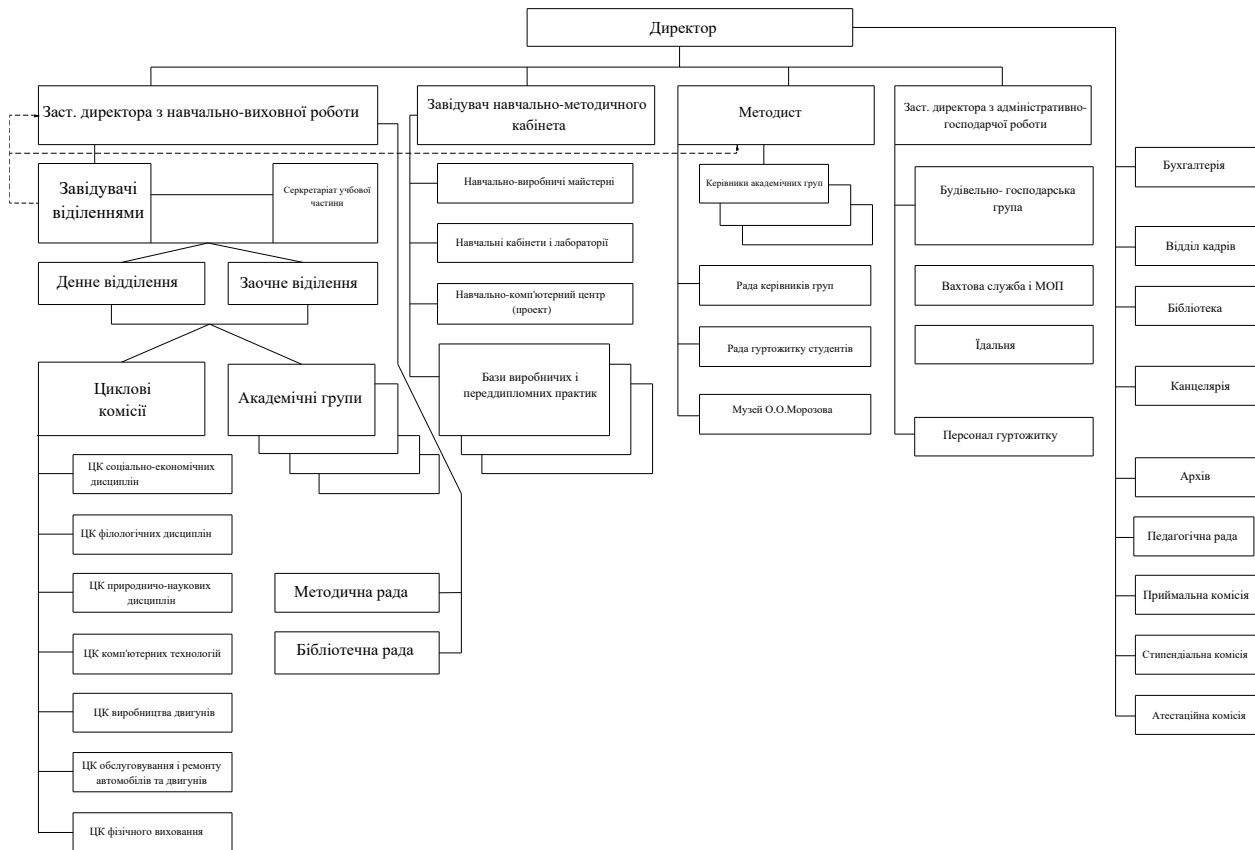 Директор
Заст. директора з навчально-виховної роботи
Завідувачі
віділеннями
Серкретаріат учбової
частини
Денне відділення
Заочне віділення
Циклові
комісії
Академічні групи
ЦК соціально-економічних
дисциплін
ЦК філологічних дисциплін
ЦК природничо-наукових
дисциплін
ЦК комп'ютерних технологій
ЦК виробництва двигунів
ЦК обслуговування і ремонту
автомобілів та двигунів
ЦК фізичного виховання
Методична рада
Бібліотечна рада
Завідувач навчально-методичного
кабінета
Навчально-виробничі майстерні
Навчальні кабінети і лабораторії
Навчально-комп'ютерний центр
(проект)
Бази виробничих і
переддипломних практик
Методист
Керівники академічних груп
Рада керівників груп
Рада гуртожитку студентів
Музей О.О.Морозова
Заст. директора з адміністративно-
господарчої роботи
Будівельно- господарська
група
Вахтова служба і МОП
Їдальня
Персонал гуртожитку
Бухгалтерія
Відділ кадрів
Бібліотека
Канцелярія
Архів
Педагогічна рада
Приймальна комісія
Стипендіальна комісія
Атестаційна комісія